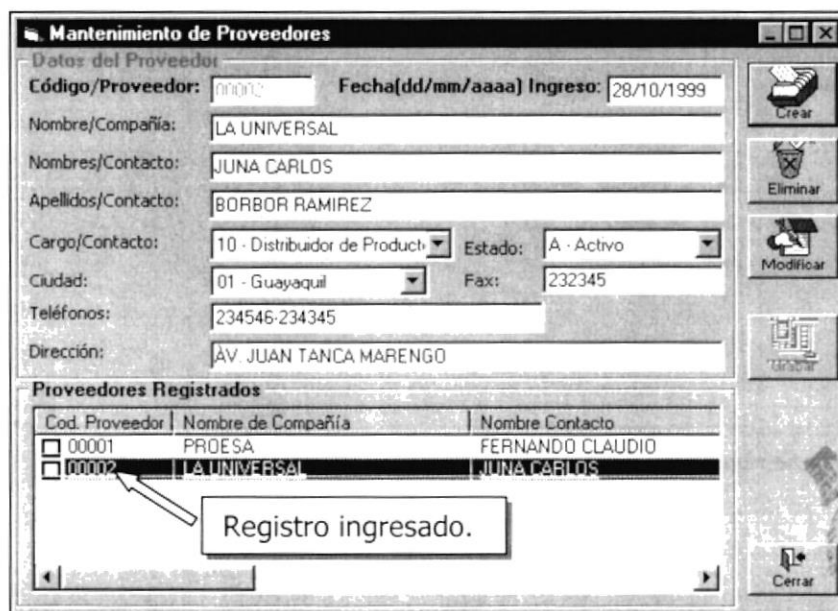 Mantenimiento de Proveedores
Datos del Proveedor
Código/Proveedor: 00002 Fecha(dd/mm/aaaa) Ingreso: 28/10/1999
Nombre/Compañía: LA UNIVERSAL
Nombres/Contacto: JUNA CARLOS
Apellidos/Contacto: BORBOR RAMIREZ
Cargo/Contacto: 10 - Distribuidor de Product Estado: A - Activo
Ciudad: 01 - Guayaquil Fax: 232345
Teléfonos: 234546-234345
Dirección: AV. JUAN TANCA MARENGO
Crear
Eliminar
Modificar
Grabar
Proveedores Registrados
Cod. Proveedor Nombre de Compañía Nombre Contacto
00001 PROESA FERNANDO CLAUDIO
00002 LA UNIVERSAL JUNA CARLOS
Registro ingresado.
Cerrar